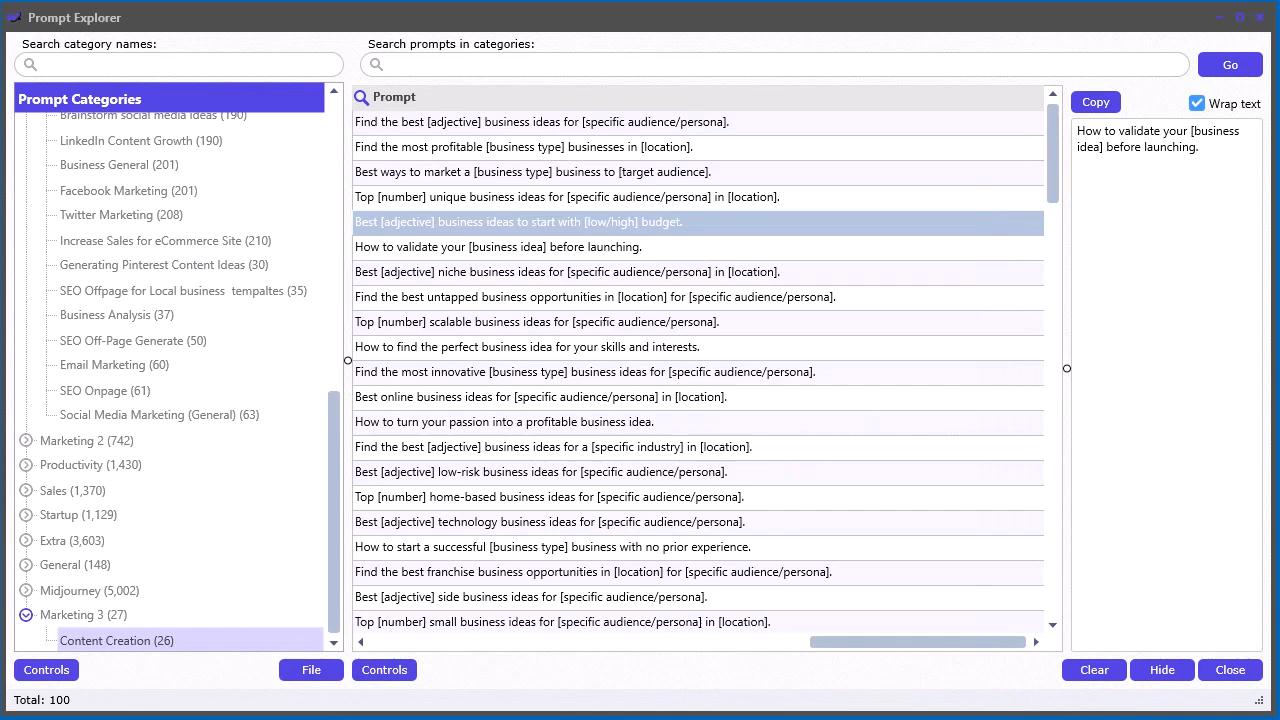 Prompt Explorer
Search category names:
Search prompts in categories:
Go
Prompt Categories
Brainstorm social media Ideas (190)
LinkedIn Content Growth (190)
Business General (201)
Facebook Marketing (201)
Twitter Marketing (208)
Increase Sales for eCommerce Site (210)
Generating Pinterest Content Ideas (30)
SEO Offpage for Local business  tempaltes (35)
Business Analysis (37)
SEO Off-Page Generate (50)
Email Marketing (60)
SEO Onpage (61)
Social Media Marketing (General) (63)
Marketing 2 (742)
Productivity (1,430)
Sales (1,370)
Startup (1,129)
Extra (3,603)
General (148)
Midjourney (5,002)
Marketing 3 (27)
Content Creation (26)
Controls
File
Prompt
Find the best [adjective] business ideas for [specific audience/persona].
Find the most profitable [business type] businesses in [location].
Best ways to market a [business type] business to [target audience].
Top [number] unique business ideas for [specific audience/persona] in [location].
Best [adjective] business ideas to start with [low/high] budget.
How to validate your [business idea] before launching.
Best [adjective] niche business ideas for [specific audience/persona] in [location].
Find the best untapped business opportunities in [location] for [specific audience/persona].
Top [number] scalable business ideas for [specific audience/persona].
How to find the perfect business idea for your skills and interests.
Find the most innovative [business type] business ideas for [specific audience/persona].
Best online business ideas for [specific audience/persona] in [location].
How to turn your passion into a profitable business idea.
Find the best [adjective] business ideas for a [specific industry] in [location].
Best [adjective] low-risk business ideas for [specific audience/persona].
Top [number] home-based business ideas for [specific audience/persona].
Best [adjective] technology business ideas for [specific audience/persona].
How to start a successful [business type] business with no prior experience.
Find the best franchise business opportunities in [location] for [specific audience/persona].
Best [adjective] side business ideas for [specific audience/persona].
Top [number] small business ideas for [specific audience/persona] in [location].
Controls
Copy
Wrap text
How to validate your [business
idea] before launching.
Clear
Hide
Close
Total: 100